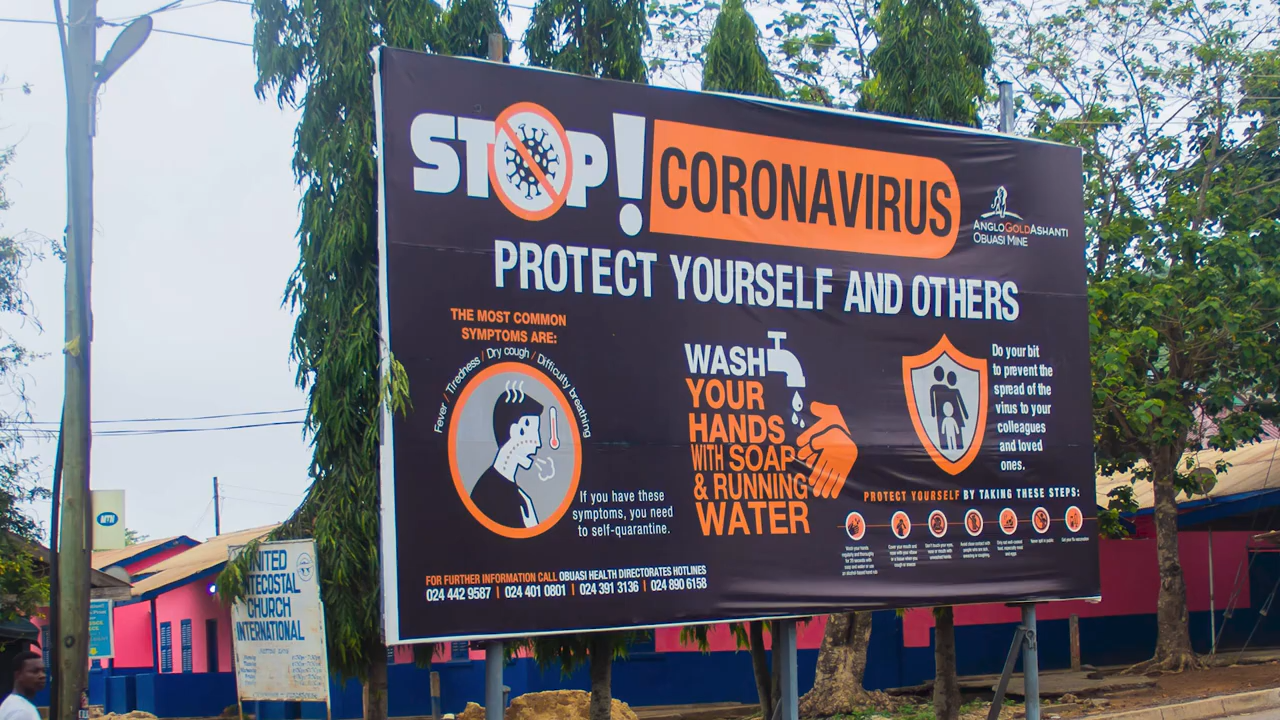 STOP! CORONAVIRUS
ANGLOGOLDASHANTI
OBUASI MINE
PROTECT YOURSELF AND OTHERS
THE MOST COMMON
SYMPTOMS ARE:
Fever / Tiredness / Dry cough / Difficulty breathing
If you have these
symptoms, you need
to self-quarantine.
WASH
YOUR
HANDS
WITH SOAP
& RUNNING
WATER
Do your bit
to prevent the
spread of the
virus to your
colleagues
and loved
ones.
PROTECT YOURSELF BY TAKING THESE STEPS:
FOR FURTHER INFORMATION CALL OBUASI HEALTH DIRECTORATES HOTLINES
024 442 9587 | 024 401 0801 | 024 391 3136 | 024 890 6158
MTN
UNITED
PENTECOSTAL
CHURCH
INTERNATIONAL